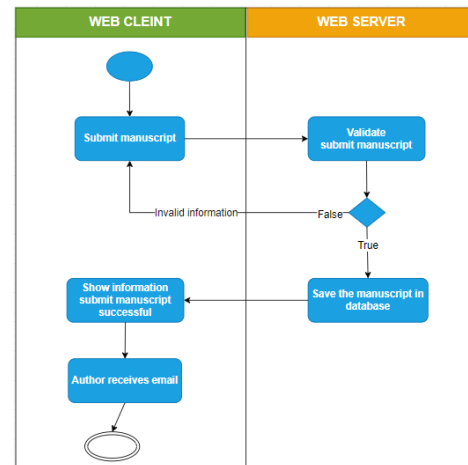 WEB CLEINT
WEB SERVER
Submit manuscript
Validate
submit manuscript
Invalid information
False
True
Show information
submit manuscript
successful
Save the manuscript in
database
Author receives email